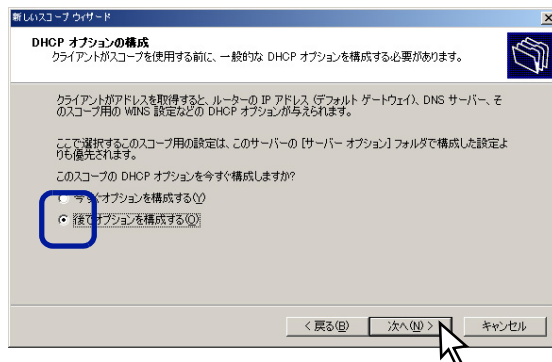 新しいスコープ ウィザード
DHCP オプションの構成
クライアントがスコープを使用する前に、一般的な DHCP オプションを構成する必要があります。
クライアントがアドレスを取得すると、ルーターの IP アドレス (デフォルト ゲートウェイ)、DNS サーバー、そ
のスコープ用の WINS 設定などの DHCP オプションが与えられます。
ここで選択するこのスコープ用の設定は、このサーバーの [サーバー オプション] フォルダで構成した設定よ
りも優先されます。
このスコープの DHCP オプションを今すぐ構成しますか?
今すぐオプションを構成する(Y)
後でオプションを構成する(O)
< 戻る(B)
次へ(N) >
キャンセル